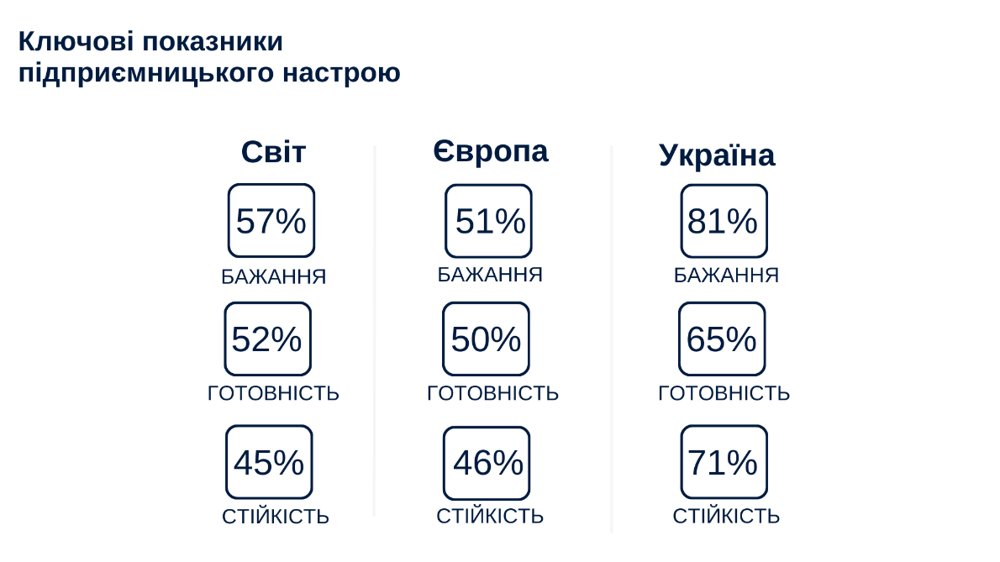 Ключові показники
підприємницького настрою
Світ
57%
БАЖАННЯ
52%
ГОТОВНІСТЬ
45%
СТІЙКІСТЬ
Європа
51%
БАЖАННЯ
50%
ГОТОВНІСТЬ
46%
СТІЙКІСТЬ
Україна
81%
БАЖАННЯ
65%
ГОТОВНІСТЬ
71%
СТІЙКІСТЬ